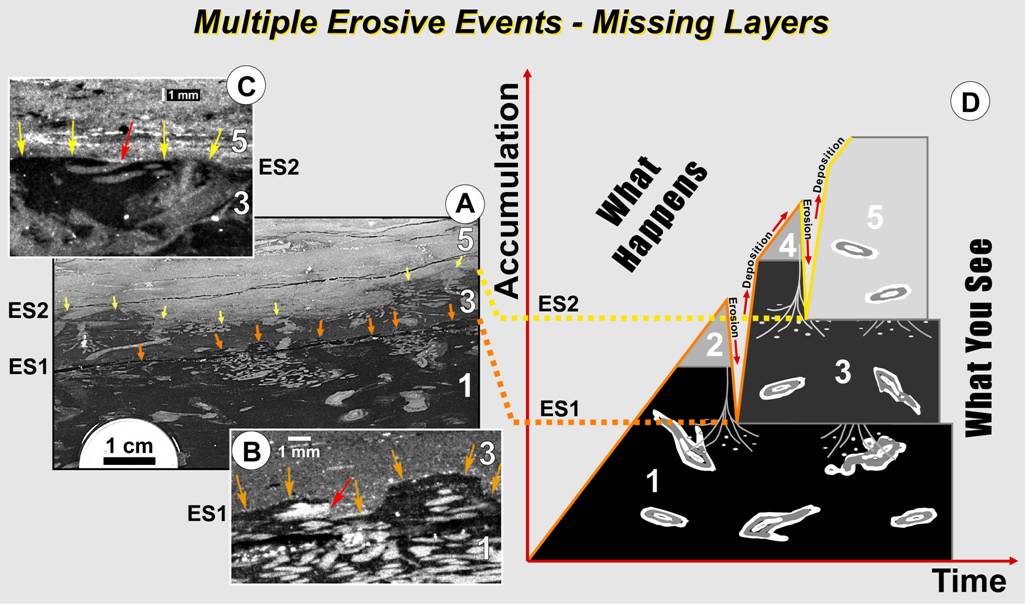 Multiple Erosive Events - Missing Layers
C
1 mm
5
3
ES2
A
5
3
1
ES2
ES1
1 cm
B
1 mm
3
1
ES1
D
What
Happens
Accumulation
Time
What You See
ES2
ES1
Erosion
Deposition
Erosion
Deposition
1
2
3
4
5